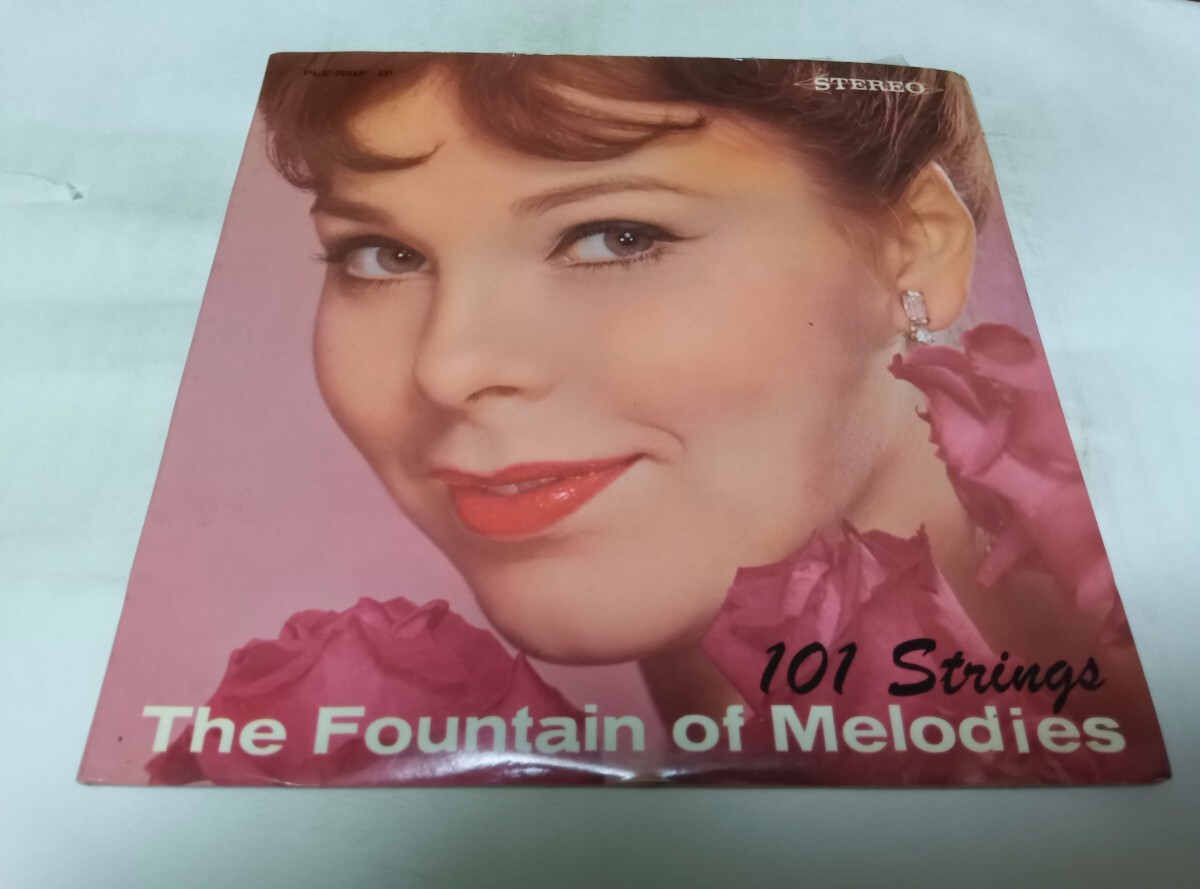 STEREO
101 Strings
The Fountain of Melodies